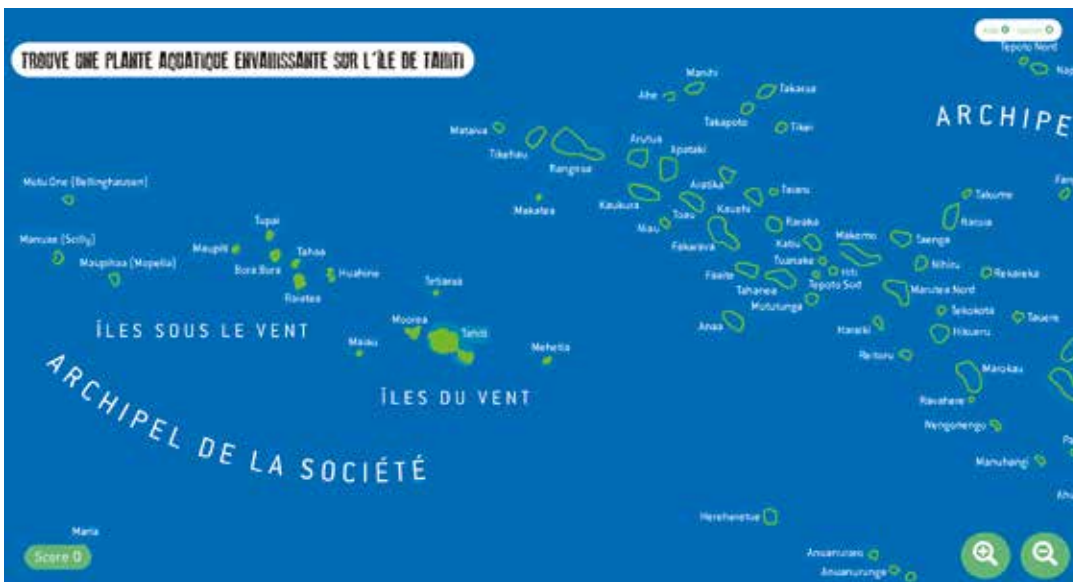 TROUVE UNE PLANTE AQUATIQUE ENVAHISSANTE SUR L'ÎLE DE TAHITI
Tepoto Nord
Manihi
Ahe
Takaroa
Takapoto
Tikei
ARCHIPE
Mataiva
Tikehau
Rangiroa
Arutua
Apataki
Motu One (Bellinghausen)
Makatea
Kaukura
Aratika
Toau
Kauehi
Taiaro
Niau
Raraka
Takume
Raroia
Fakarava
Katiu
Makemo
Taenga
Tupai
Manuae (Scilly)
Maupiti
Tahaa
Maupihaa (Mopelia)
Bora Bora
Huahine
Raiatea
Tetiaroa
Faaite
Tuanake
Hiti
Tepoto Sud
Nihiru
Rekareka
Tahanea
Motutunga
Marutea Nord
Anaa
Haraiki
Tekokota
Tauere
Hikueru
ÎLES SOUS LE VENT
Moorea
Tahiti
Maiao
Mehetia
Reitoru
Marokau
ÎLES DU VENT
Ravahere
Nengonengo
ARCHIPEL DE LA SOCIÉTÉ
Manuhangi
Maria
Hereheretue
Score 0
Anuanuraro
Anuanurunga